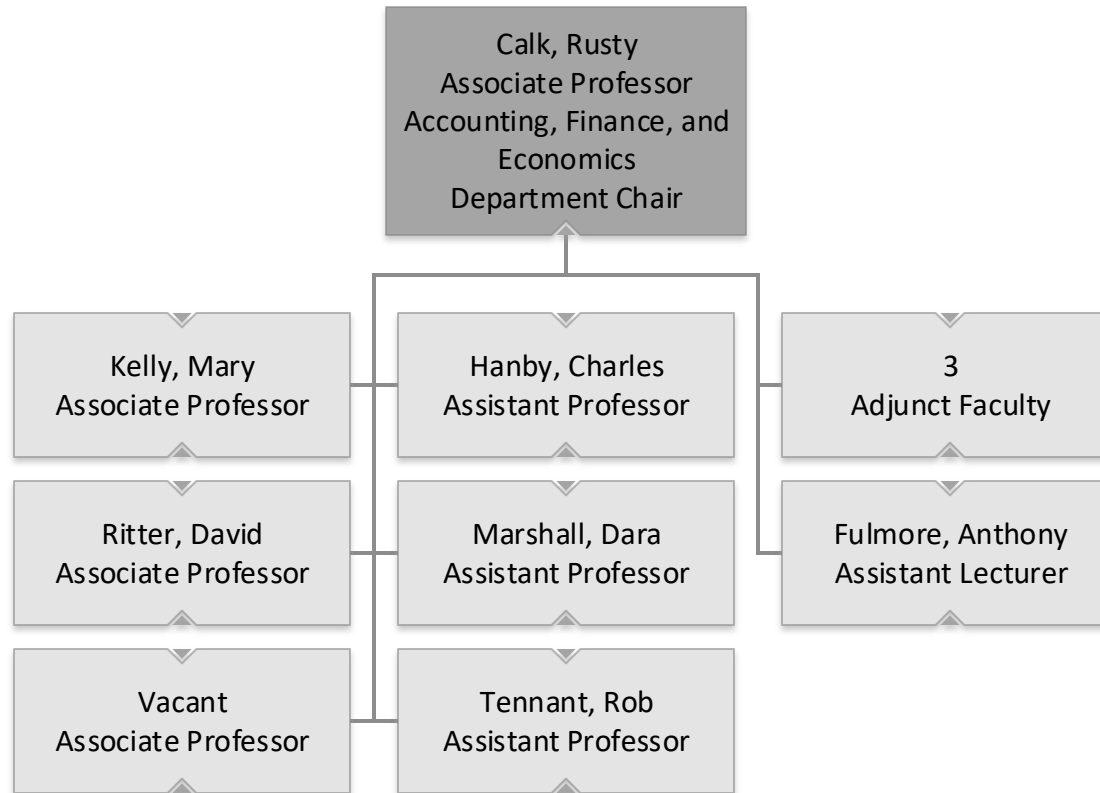 Calk, Rusty
Associate Professor
Accounting, Finance, and
Economics
Department Chair
Kelly, Mary
Associate Professor
Hanby, Charles
Assistant Professor
3
Adjunct Faculty
Ritter, David
Associate Professor
Marshall, Dara
Assistant Professor
Fulmore, Anthony
Assistant Lecturer
Vacant
Associate Professor
Tennant, Rob
Assistant Professor